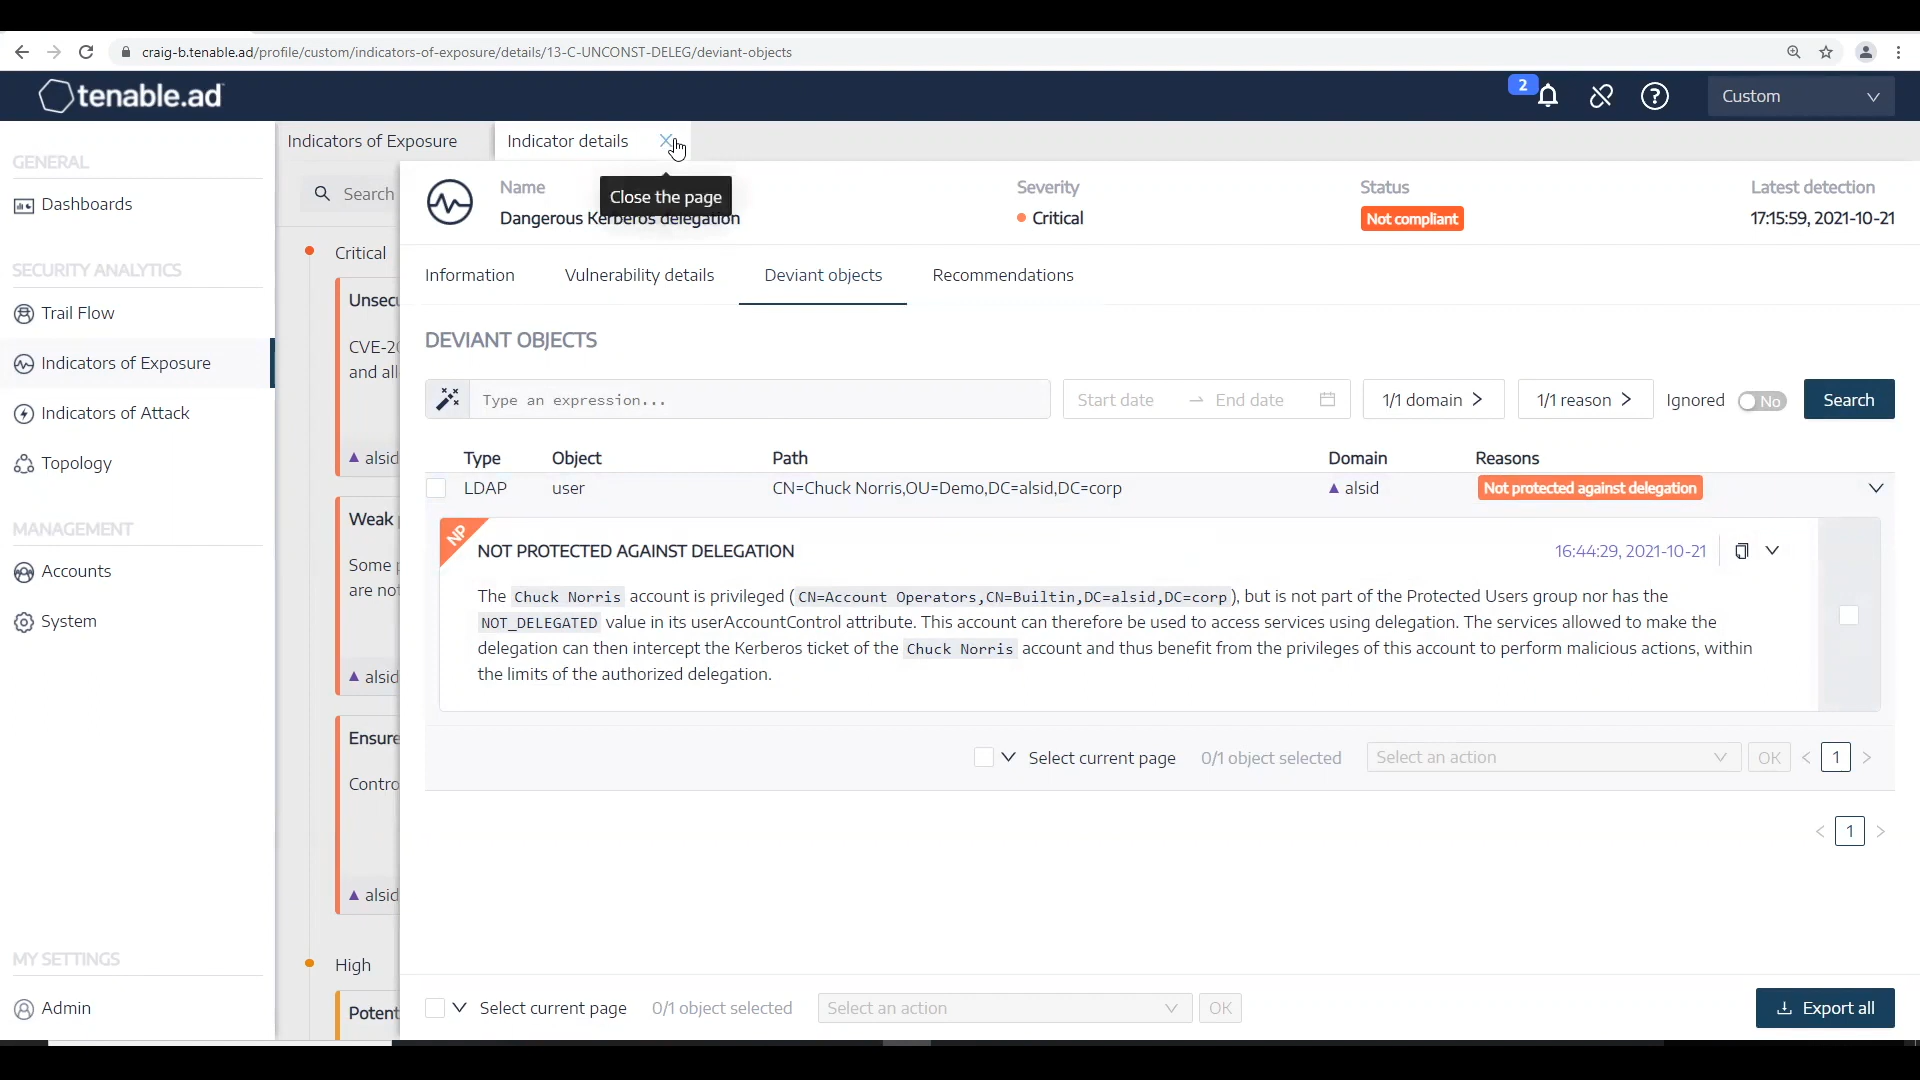 craig-b.tenable.ad/profile/custom/indicators-of-exposure/details/13-C-UNCONST-DELEG/deviant-objects
tenable.ad
2
Custom
GENERAL
Dashboards
SECURITY ANALYTICS
Trail Flow
Indicators of Exposure
Indicators of Attack
Topology
MANAGEMENT
Accounts
System
MY SETTINGS
Admin
Indicators of Exposure
Indicator details
Close the page
Search
Critical
Unsecu
CVE-20
and all
alsid
Weak
Some
are not
alsid
Ensure
Contro
alsid
High
Potent
Name
Dangerous Kerberos delegation
Severity
Critical
Status
Not compliant
Latest detection
17:15:59, 2021-10-21
Information Vulnerability details Deviant objects Recommendations
DEVIANT OBJECTS
Type an expression... Start date → End date 1/1 domain > 1/1 reason > Ignored No Search
Type Object Path Domain Reasons
LDAP user CN=Chuck Norris,OU=Demo,DC=alsid,DC=corp alsid Not protected against delegation
NP
NOT PROTECTED AGAINST DELEGATION 16:44:29, 2021-10-21
The Chuck Norris account is privileged (CN=Account Operators,CN=Builtin,DC=alsid,DC=corp), but is not part of the Protected Users group nor has the
NOT_DELEGATED value in its userAccountControl attribute. This account can therefore be used to access services using delegation. The services allowed to make the
delegation can then intercept the Kerberos ticket of the Chuck Norris account and thus benefit from the privileges of this account to perform malicious actions, within
the limits of the authorized delegation.
Select current page 0/1 object selected Select an action OK < 1 >
< 1 >
Select current page 0/1 object selected Select an action OK Export all